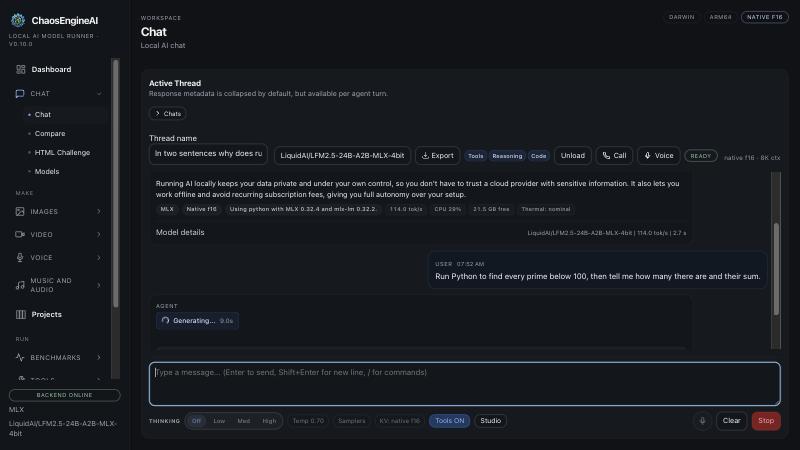 ChaosEngineAI
LOCAL AI MODEL RUNNER ·
V0.10.0
Dashboard
CHAT
Chat
Compare
HTML Challenge
Models
MAKE
IMAGES
VIDEO
VOICE
MUSIC AND
AUDIO
Projects
RUN
BENCHMARKS
BACKEND ONLINE
MLX
LiquidAI/LFM2.5-24B-A2B-MLX-
4bit
WORKSPACE
Chat
Local AI chat
DARWIN
ARM64
NATIVE F16
Active Thread
Response metadata is collapsed by default, but available per agent turn.
Chats
Thread name
In two sentences why does ru
LiquidAI/LFM2.5-24B-A2B-MLX-4bit
Export
Tools
Reasoning
Code
Unload
Call
Voice
READY
native f16 · 8K ctx
Running AI locally keeps your data private and under your own control, so you don't have to trust a cloud provider with sensitive information. It also lets you
work offline and avoid recurring subscription fees, giving you full autonomy over your setup.
MLX
Native f16
Using python with MLX 0.32.4 and mlx-lm 0.32.2.
114.0 tok/s
CPU 29%
21.5 GB free
Thermal: nominal
Model details
LiquidAI/LFM2.5-24B-A2B-MLX-4bit | 114.0 tok/s | 2.7 s
USER 07:52 AM
Run Python to find every prime below 100, then tell me how many there are and their sum.
AGENT
Generating... 9.0s
Type a message... (Enter to send, Shift+Enter for new line, / for commands)
THINKING
Off
Low
Med
High
Temp 0.70
Samplers
KV: native f16
Tools ON
Studio
Clear
Stop